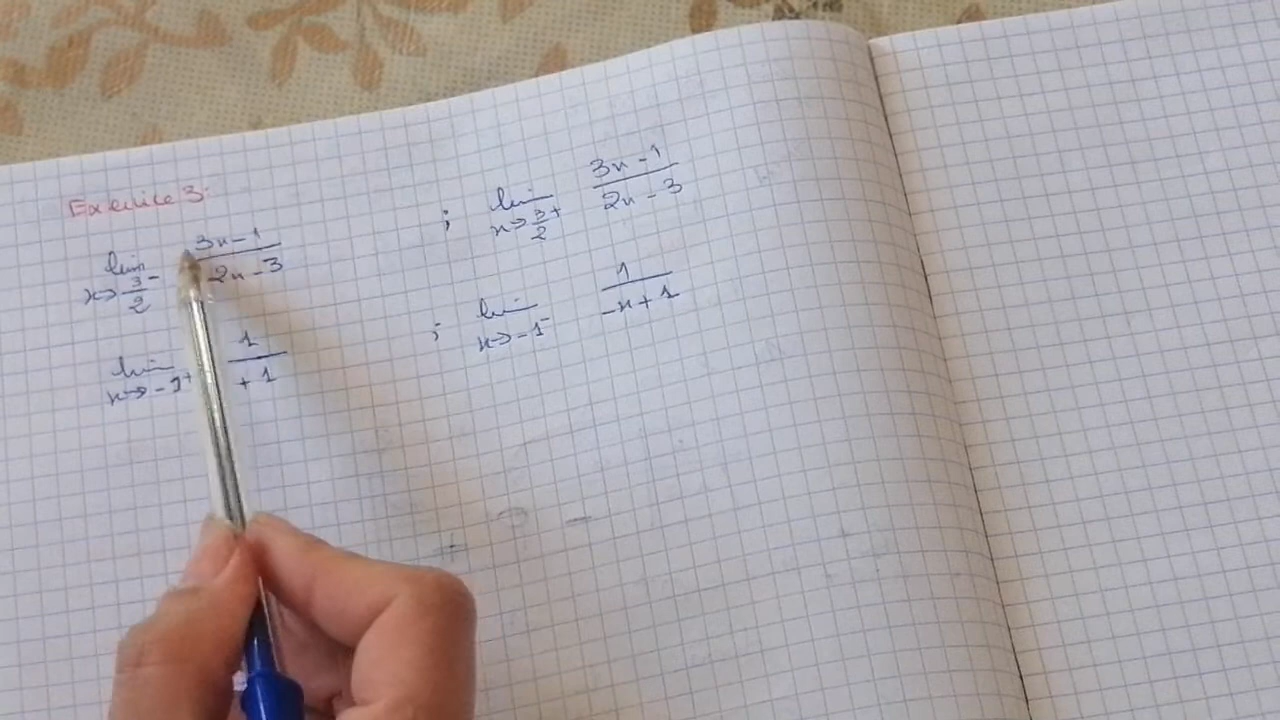 Exercice 3:
lim x→3/2⁻ 3x-1/2x-3 ; lim x→3/2⁺ 3x-1/2x-3
lim x→-1⁺ 1/+1 ; lim x→-1⁻ 1/-x+1